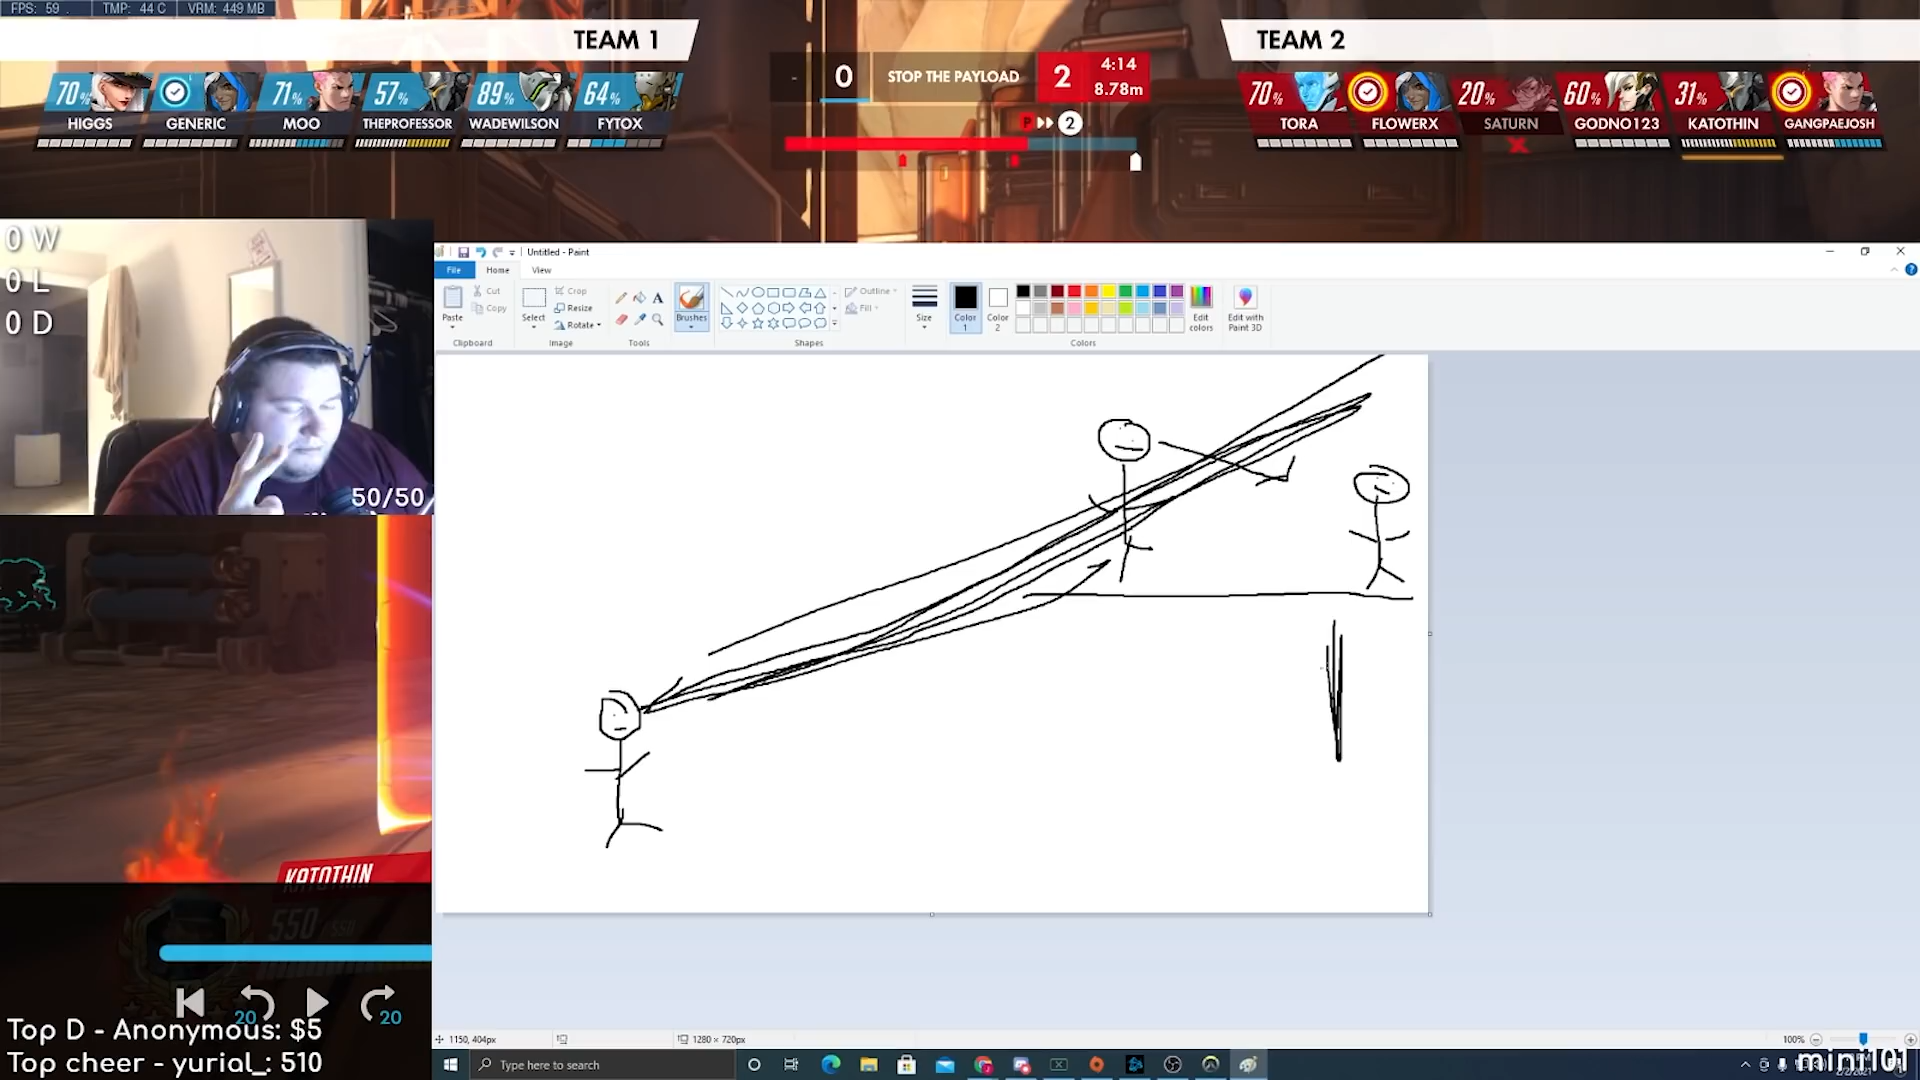 FPS: 59 TMP: 44 C VRM: 449 MB
TEAM 1
TEAM 2
- 0 STOP THE PAYLOAD 2 4:14
8.78m
P 2
70% 71% 57% 89% 64%
HIGGS GENERIC MOO THEPROFESSOR WADEWILSON FYTOX
70% 20% 60% 31%
TORA FLOWERX SATURN GODNO123 KATOTHIN GANGPAEJOSH
0 W
0 L
0 D
50/50
Untitled - Paint
File Home View
Paste Cut Copy
Clipboard
Select Crop Resize Rotate
Image
A
Tools
Brushes
Outline
Fill
Shapes
Size
Color 1
Color 2
Edit colors
Edit with Paint 3D
Colors
KATOTHIN
550 / 550
20 20
Top D - Anonymous: $5
Top cheer - yurial_: 510
1150, 404px 1280 × 720px 100%
Type here to search
mini101